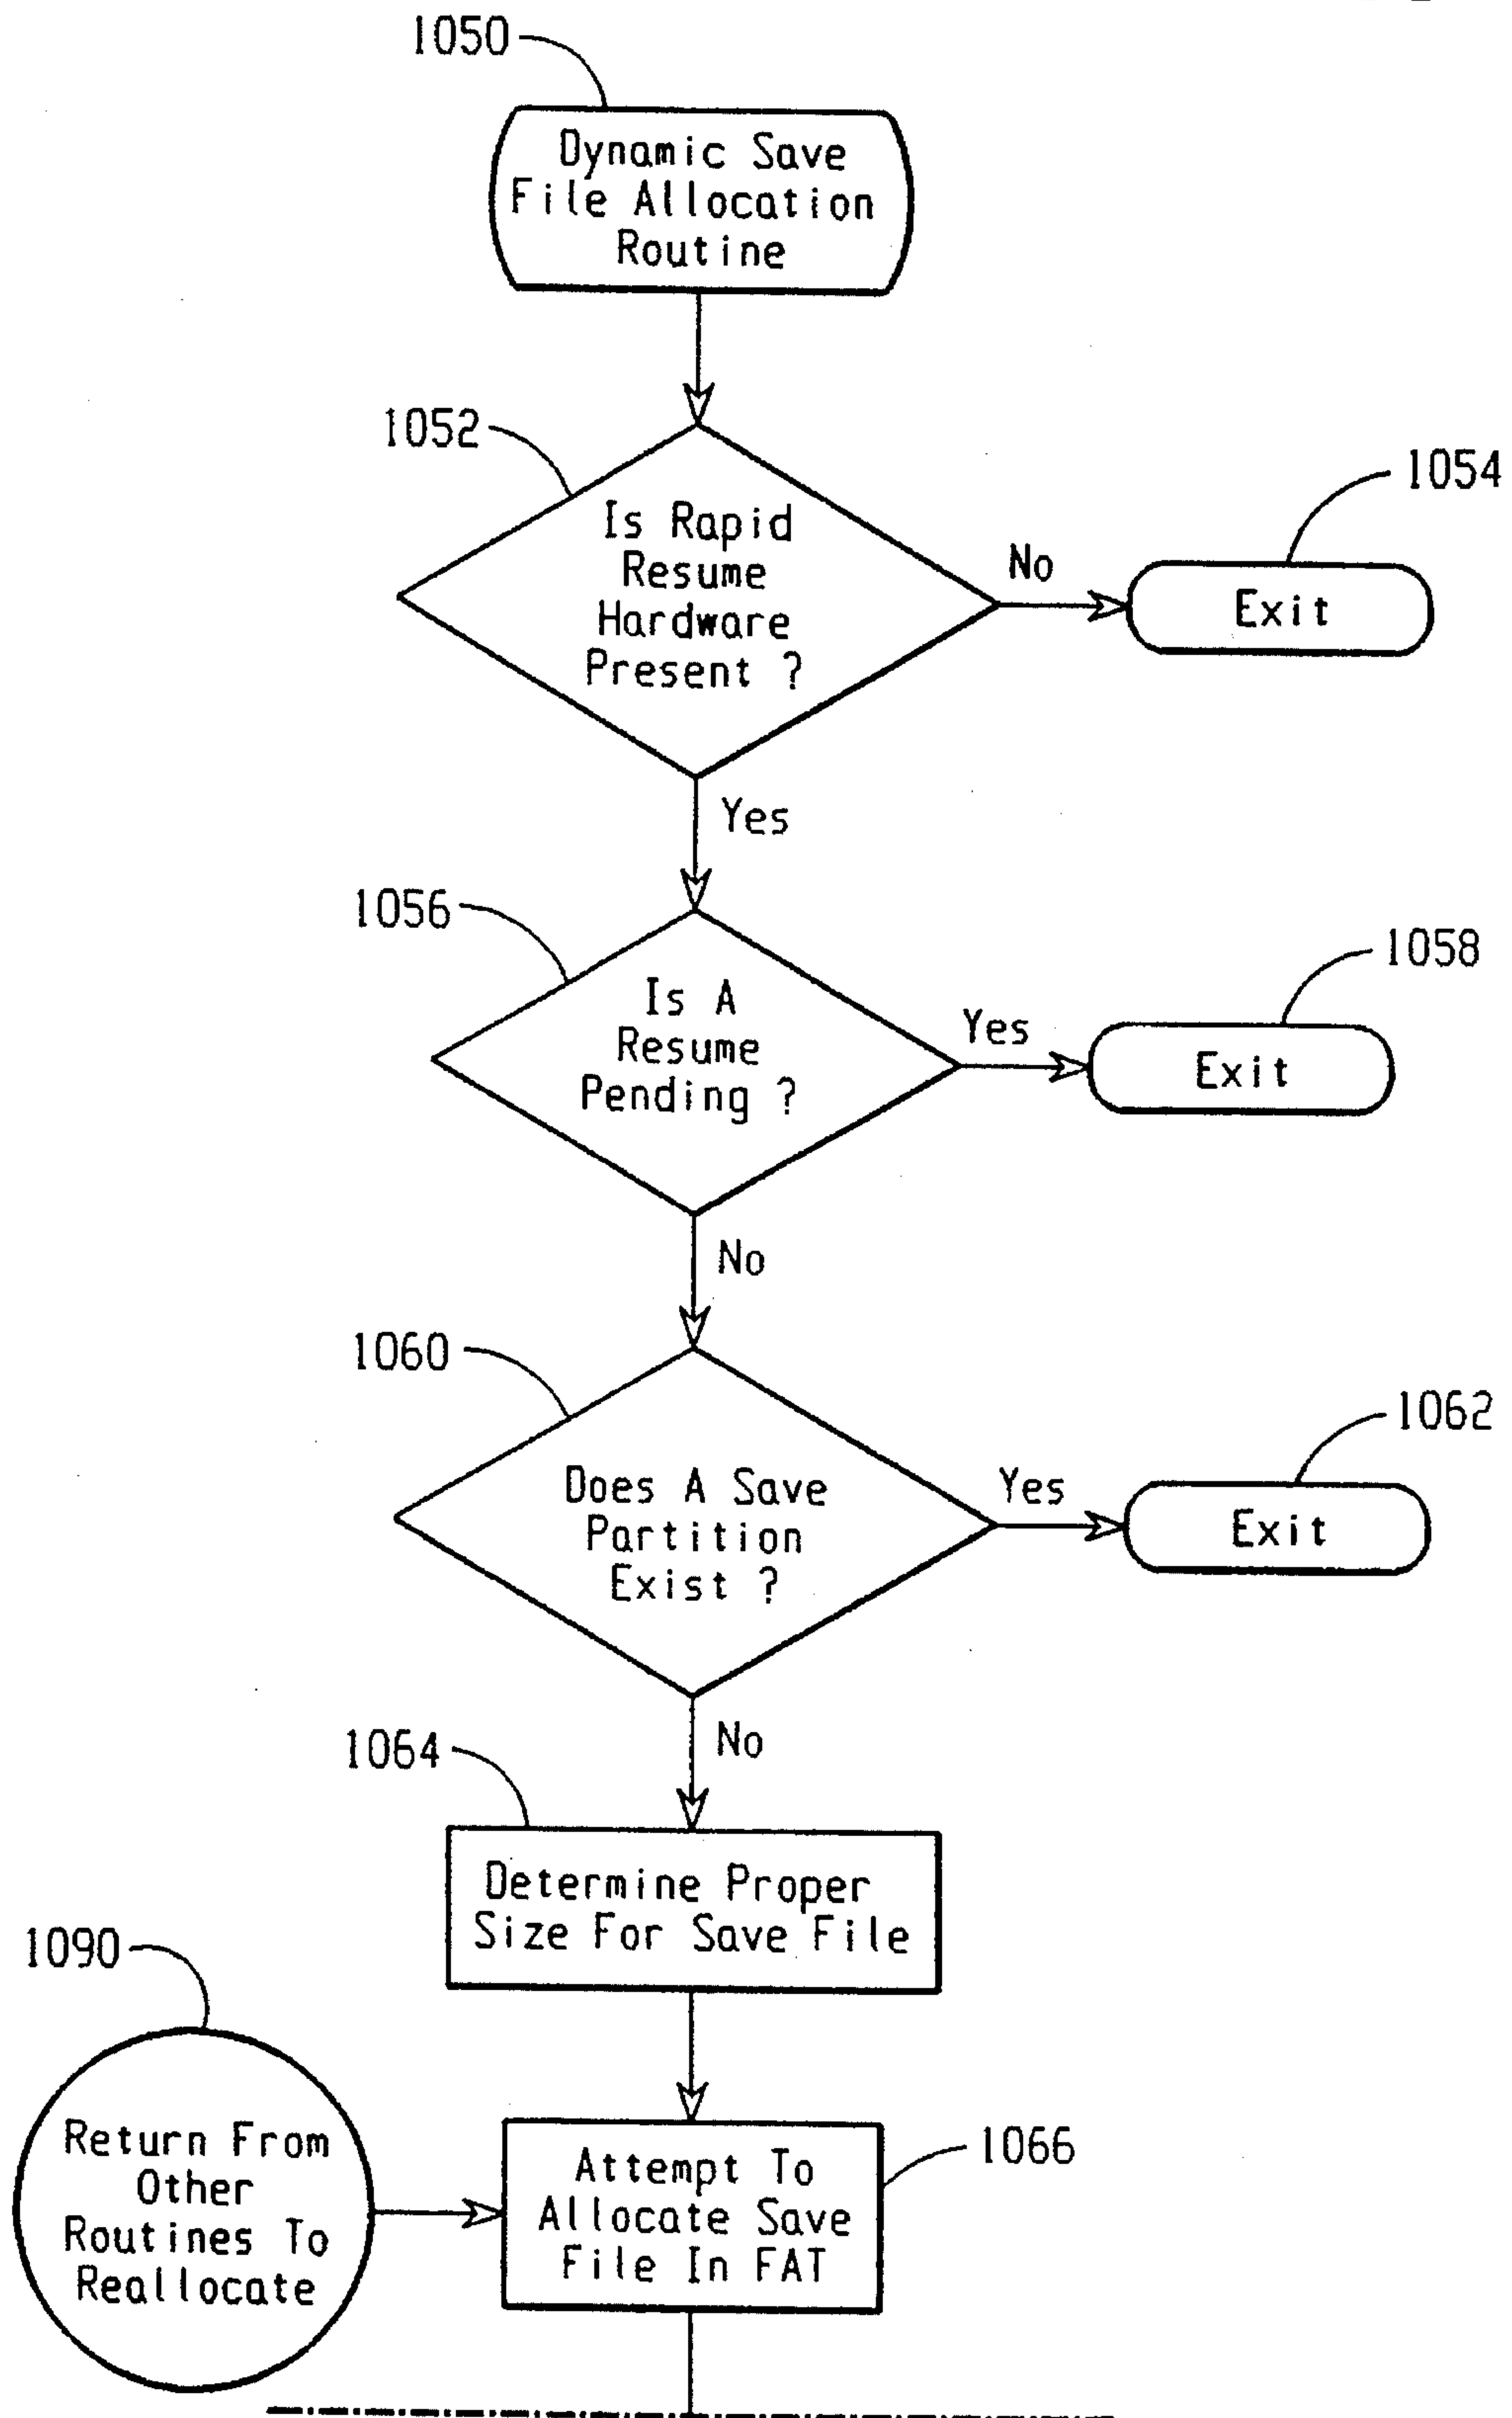 1050
Dynamic Save
File Allocation
Routine
1052
Is Rapid
Resume
Hardware
Present ?
No
1054
Exit
Yes
1056
Is A
Resume
Pending ?
Yes
1058
Exit
No
1060
Does A Save
Partition
Exist ?
Yes
1062
Exit
No
1064
Determine Proper
Size For Save File
1090
Return From
Other
Routines To
Reallocate
1066
Attempt To
Allocate Save
File In FAT